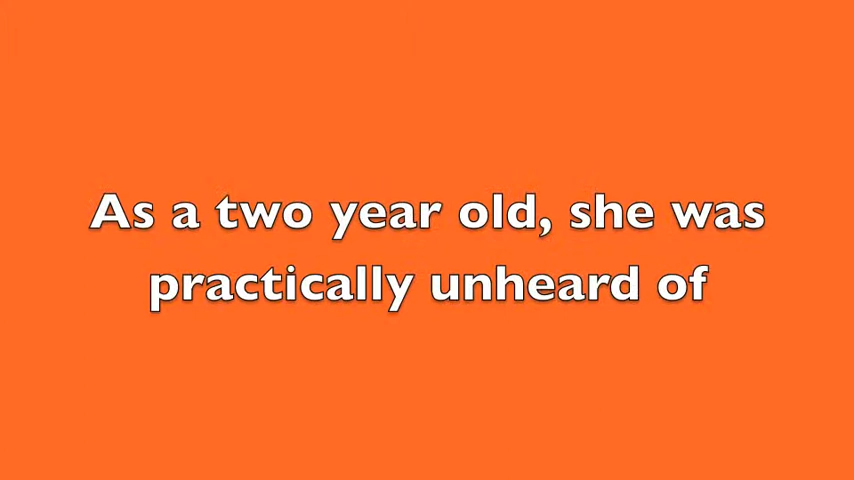 As a two year old, she was
practically unheard of